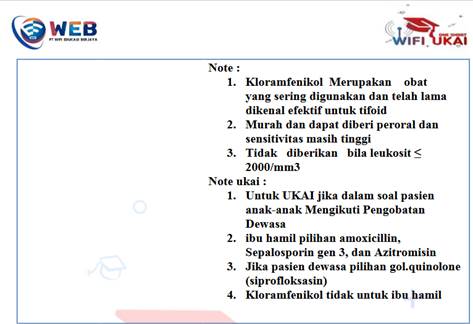 WEB
PT WIFI EDUKASI BERJAYA
WIFI UKAI
Note :
1. Kloramfenikol Merupakan obat
yang sering digunakan dan telah lama
dikenal efektif untuk tifoid
2. Murah dan dapat diberi peroral dan
sensitivitas masih tinggi
3. Tidak diberikan bila leukosit ≤
2000/mm3
Note ukai :
1. Untuk UKAI jika dalam soal pasien
anak-anak Mengikuti Pengobatan
Dewasa
2. ibu hamil pilihan amoxicillin,
Sepalosporin gen 3, dan Azitromisin
3. Jika pasien dewasa pilihan gol.quinolone
(siprofloksasin)
4. Kloramfenikol tidak untuk ibu hamil